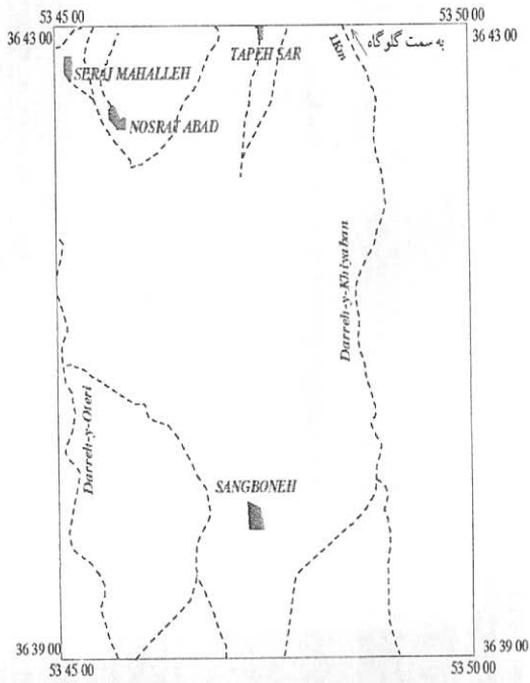 53 45 00
53 50 00
36 43 00
36 43 00
TAPEH SAR
1Km
به سمت گلوگاه
SERAJ MAHALLEH
NOSRAT ABAD
Darreh-y-Khiyaban
Darreh-y-Oteri
SANGBONEH
36 39 00
36 39 00
53 45 00
53 50 00